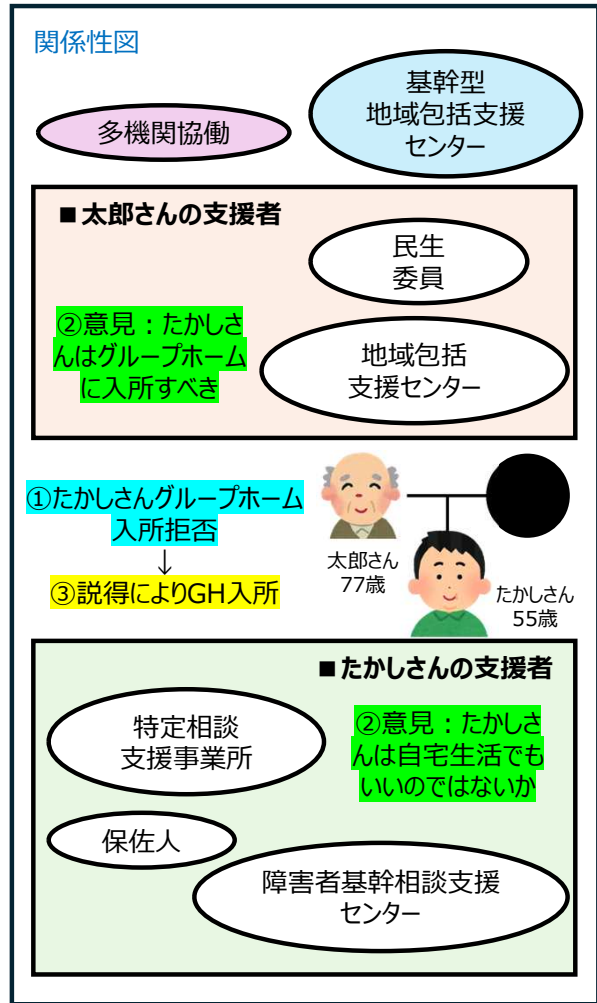 関係性図
多機関協働
基幹型
地域包括支援
センター
■太郎さんの支援者
民生
委員
②意見：たかしさ
んはグループホーム
に入所すべき
地域包括
支援センター
①たかしさんグループホーム
入所拒否
↓
③説得によりGH入所
太郎さん
77歳
たかしさん
55歳
■たかしさんの支援者
特定相談
支援事業所
②意見：たかしさ
んは自宅生活でも
いいのではないか
保佐人
障害者基幹相談支援
センター